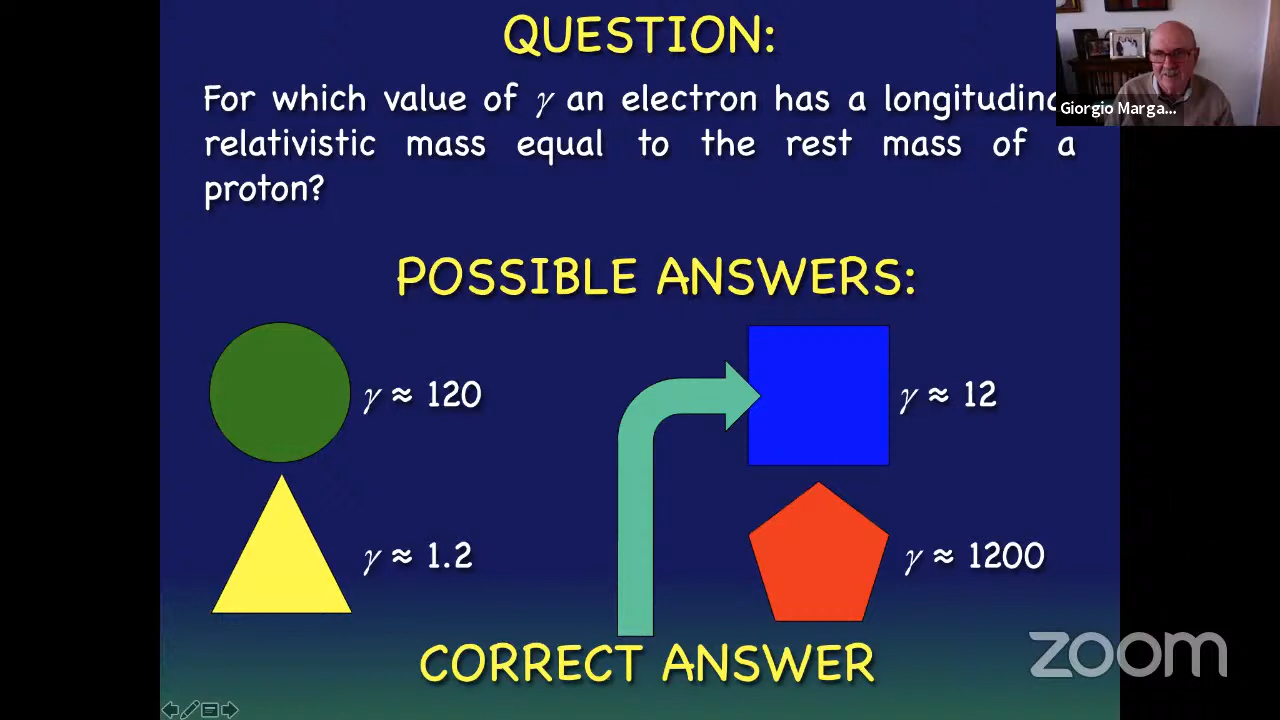 QUESTION:
For which value of γ an electron has a
relativistic mass equal to the rest mass of a
proton?
Giorgio Marga...
POSSIBLE ANSWERS:
γ ≈ 120
γ ≈ 12
γ ≈ 1.2
γ ≈ 1200
CORRECT ANSWER
zoom